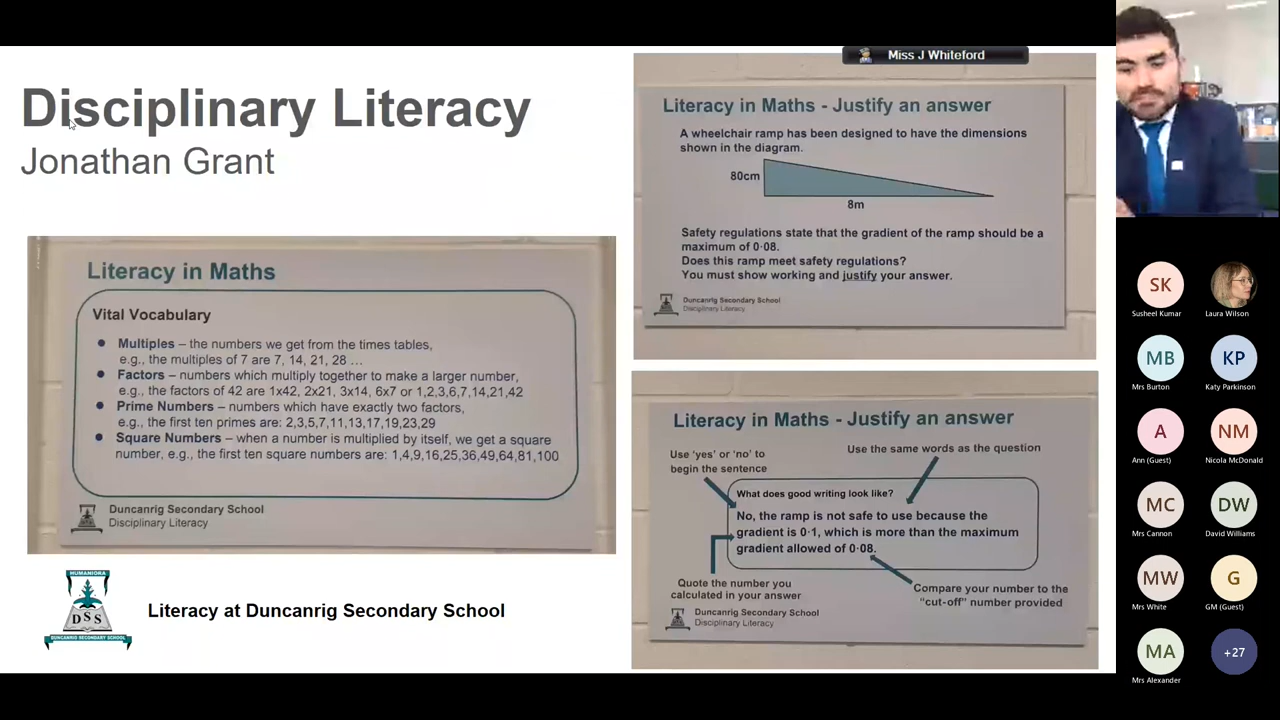 Miss J Whiteford
Disciplinary Literacy
Jonathan Grant
Literacy in Maths
Vital Vocabulary
● Multiples – the numbers we get from the times tables,
e.g., the multiples of 7 are 7, 14, 21, 28 ...
● Factors – numbers which multiply together to make a larger number,
e.g., the factors of 42 are 1x42, 2x21, 3x14, 6x7 or 1,2,3,6,7,14,21,42
● Prime Numbers – numbers which have exactly two factors,
e.g., the first ten primes are: 2,3,5,7,11,13,17,19,23,29
● Square Numbers – when a number is multiplied by itself, we get a square
number, e.g., the first ten square numbers are: 1,4,9,16,25,36,49,64,81,100
Duncanrig Secondary School
Disciplinary Literacy
HUMANIORA
DSS
DUNCANRIG SECONDARY SCHOOL
Literacy at Duncanrig Secondary School
Literacy in Maths - Justify an answer
A wheelchair ramp has been designed to have the dimensions
shown in the diagram.
80cm
8m
Safety regulations state that the gradient of the ramp should be a
maximum of 0·08.
Does this ramp meet safety regulations?
You must show working and justify your answer.
Duncanrig Secondary School
Disciplinary Literacy
Literacy in Maths - Justify an answer
Use 'yes' or 'no' to
begin the sentence
Use the same words as the question
What does good writing look like?
No, the ramp is not safe to use because the
gradient is 0·1, which is more than the maximum
gradient allowed of 0·08.
Quote the number you
calculated in your answer
Compare your number to the
"cut-off" number provided
Duncanrig Secondary School
Disciplinary Literacy
SK
Susheel Kumar
Laura Wilson
MB
Mrs Burton
KP
Katy Parkinson
A
Ann (Guest)
NM
Nicola McDonald
MC
Mrs Cannon
DW
David Williams
MW
Mrs White
G
GM (Guest)
MA
Mrs Alexander
+27